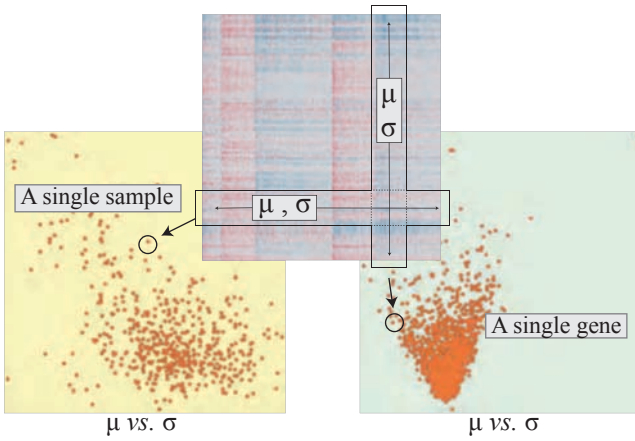 μ
σ
A single sample
μ , σ
A single gene
μ vs. σ
μ vs. σ